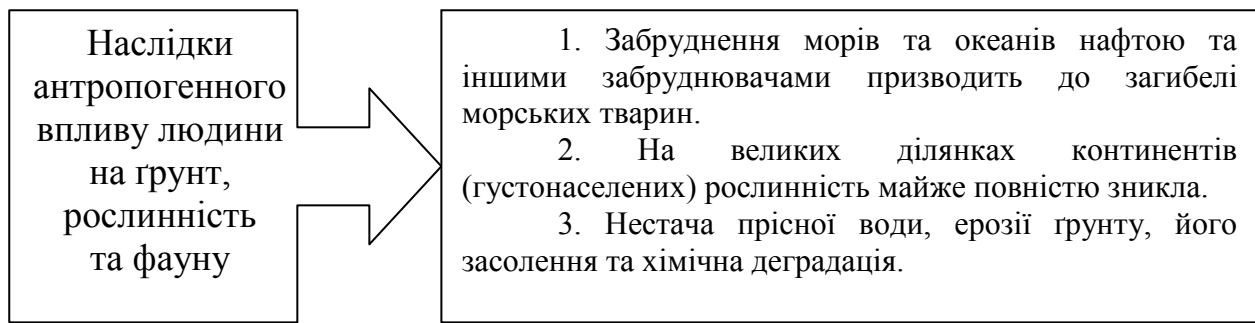 Наслідки
антропогенного
впливу людини
на ґрунт,
рослинність
та фауну
1. Забруднення морів та океанів нафтою та
іншими забруднювачами призводить до загибелі
морських тварин.
2. На великих ділянках континентів
(густонаселених) рослинність майже повністю зникла.
3. Нестача прісної води, ерозії ґрунту, його
засолення та хімічна деградація.